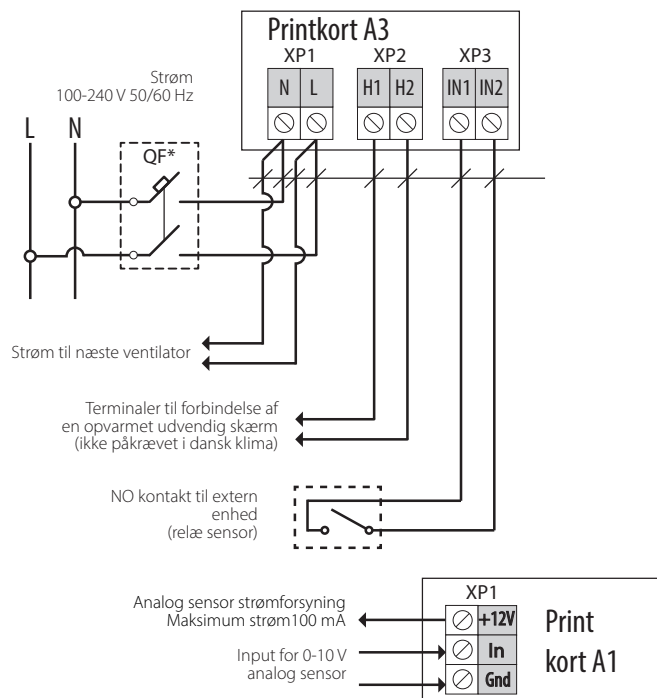 Printkort A3
XP1 XP2 XP3
N L H1 H2 IN1 IN2
Strøm
100-240 V 50/60 Hz
L N
QF*
Strøm til næste ventilator
Terminaler til forbindelse af
en opvarmet udvendig skærm
(ikke påkrævet i dansk klima)
NO kontakt til extern
enhed
(relæ sensor)
XP1
Analog sensor strømforsyning
Maksimum strøm100 mA
+12V
Print
kort A1
Input for 0-10 V
analog sensor
In
Gnd